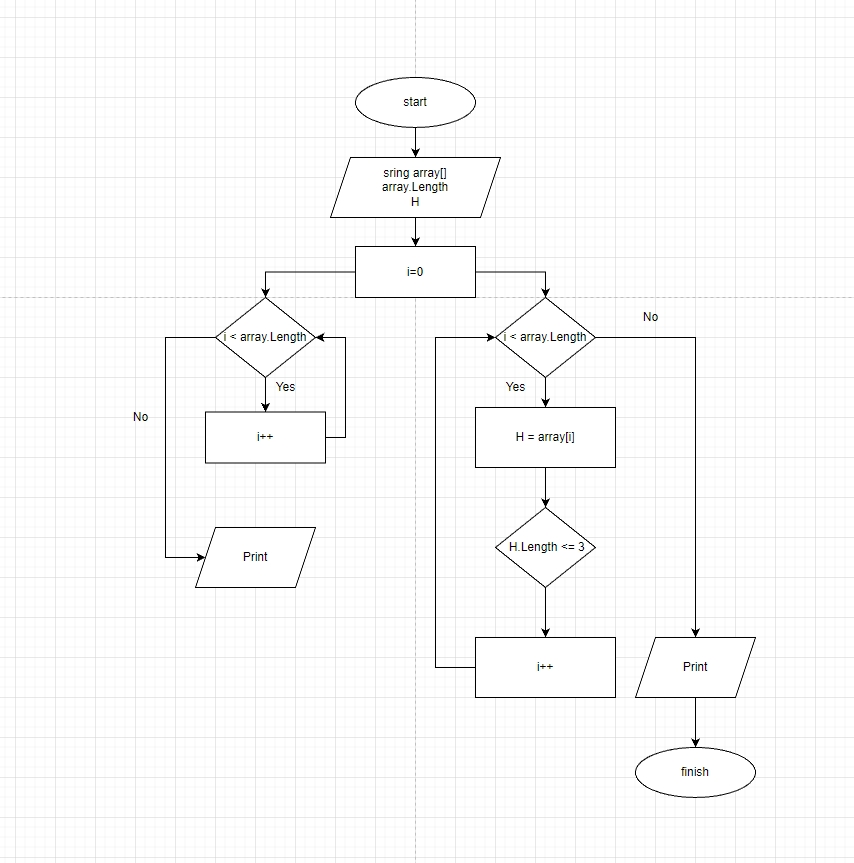 start
sring array[]
array.Length
H
i=0
i < array.Length
i < array.Length
No
Yes
Yes
No
i++
H = array[i]
Print
H.Length <= 3
i++
Print
finish